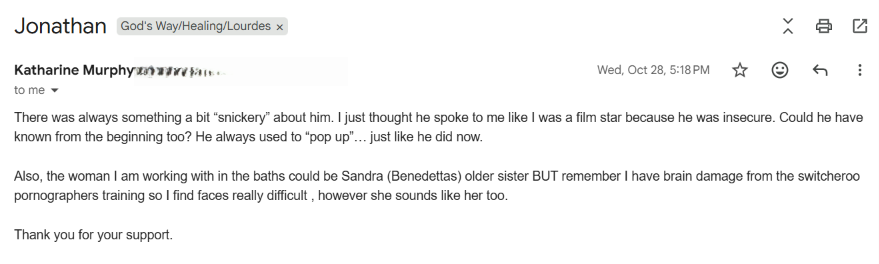 Jonathan God's Way/Healing/Lourdes ×
Katharine Murphy
Wed, Oct 28, 5:18 PM
to me
There was always something a bit “snickery” about him. I just thought he spoke to me like I was a film star because he was insecure. Could he have
known from the beginning too? He always used to “pop up”… just like he did now.
Also, the woman I am working with in the baths could be Sandra (Benedettas) older sister BUT remember I have brain damage from the switcheroo
pornographers training so I find faces really difficult , however she sounds like her too.
Thank you for your support.